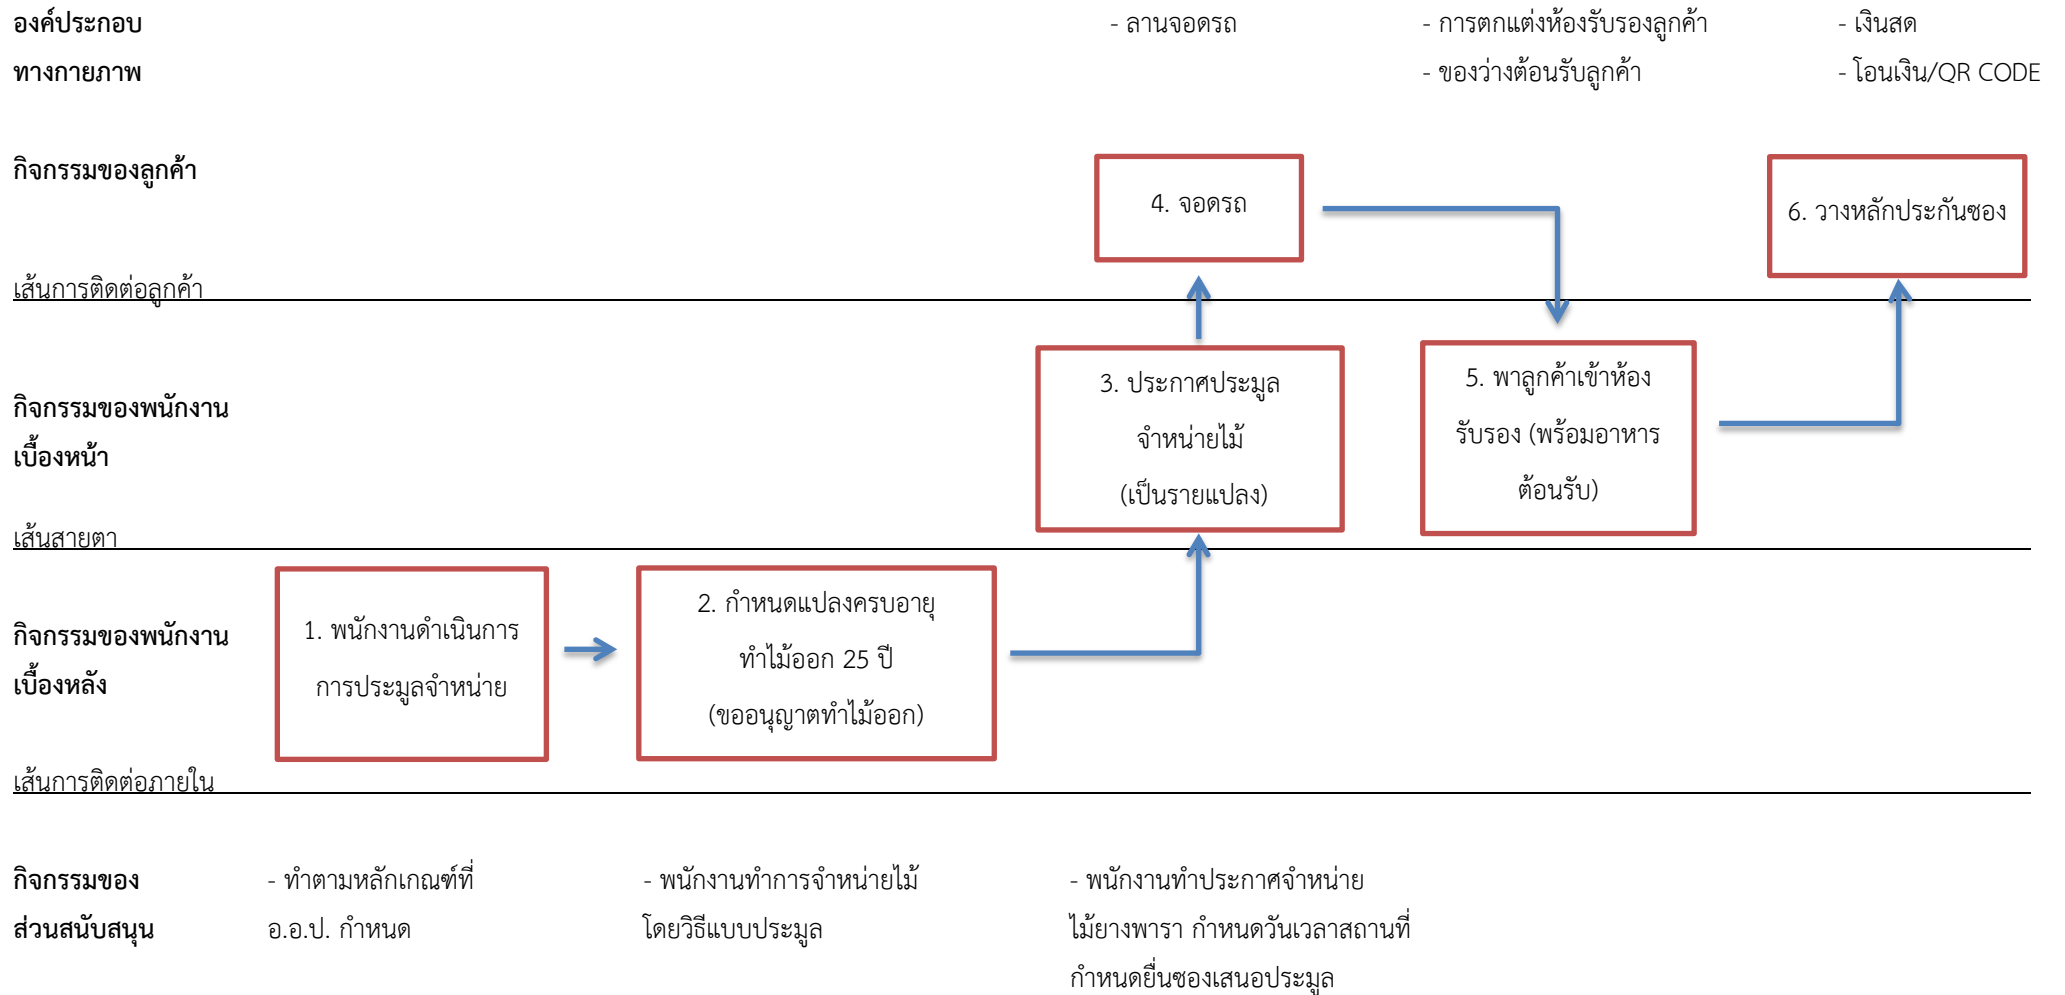 องค์ประกอบ
ทางกายภาพ
- ลานจอดรถ
- การตกแต่งห้องรับรองลูกค้า
- ของว่างต้อนรับลูกค้า
- เงินสด
- โอนเงิน/QR CODE
กิจกรรมของลูกค้า
4. จอดรถ
6. วางหลักประกันซอง
เส้นการติดต่อลูกค้า
กิจกรรมของพนักงาน
เบื้องหน้า
3. ประกาศประมูล
จำหน่ายไม้
(เป็นรายแปลง)
5. พาลูกค้าเข้าห้อง
รับรอง (พร้อมอาหาร
ต้อนรับ)
เส้นสายตา
กิจกรรมของพนักงาน
เบื้องหลัง
1. พนักงานดำเนินการ
การประมูลจำหน่าย
2. กำหนดแปลงครบอายุ
ทำไม้ออก 25 ปี
(ขออนุญาตทำไม้ออก)
เส้นการติดต่อภายใน
กิจกรรมของ
ส่วนสนับสนุน
- ทำตามหลักเกณฑ์ที่
อ.อ.ป. กำหนด
- พนักงานทำการจำหน่ายไม้
โดยวิธีแบบประมูล
- พนักงานทำประกาศจำหน่าย
ไม้ยางพารา กำหนดวันเวลาสถานที่
กำหนดยื่นซองเสนอประมูล